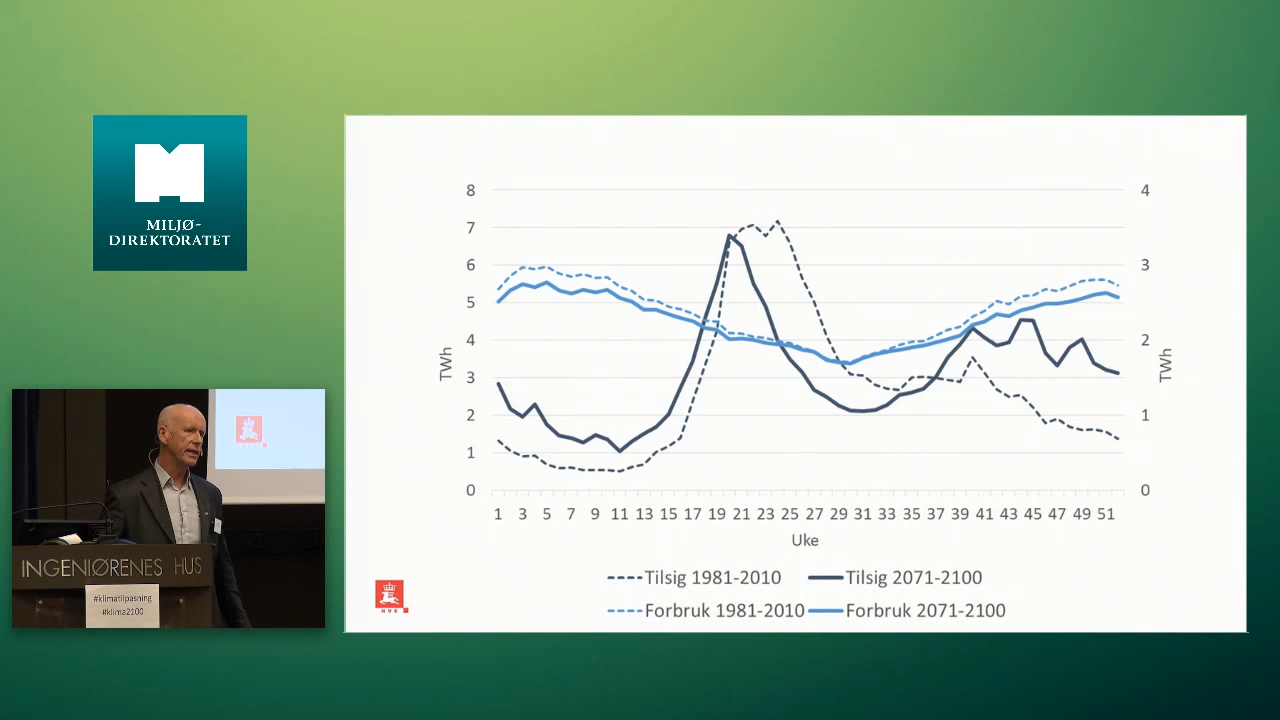 MILJØ-
DIREKTORATET
INGENIØRENES HUS
#klimatilpasning
#klima2100
8
7
6
5
4
3
2
1
0
TWh
4
3
2
1
0
TWh
1 3 5 7 9 11 13 15 17 19 21 23 25 27 29 31 33 35 37 39 41 43 45 47 49 51
Uke
Tilsig 1981-2010 Tilsig 2071-2100
Forbruk 1981-2010 Forbruk 2071-2100
NVE